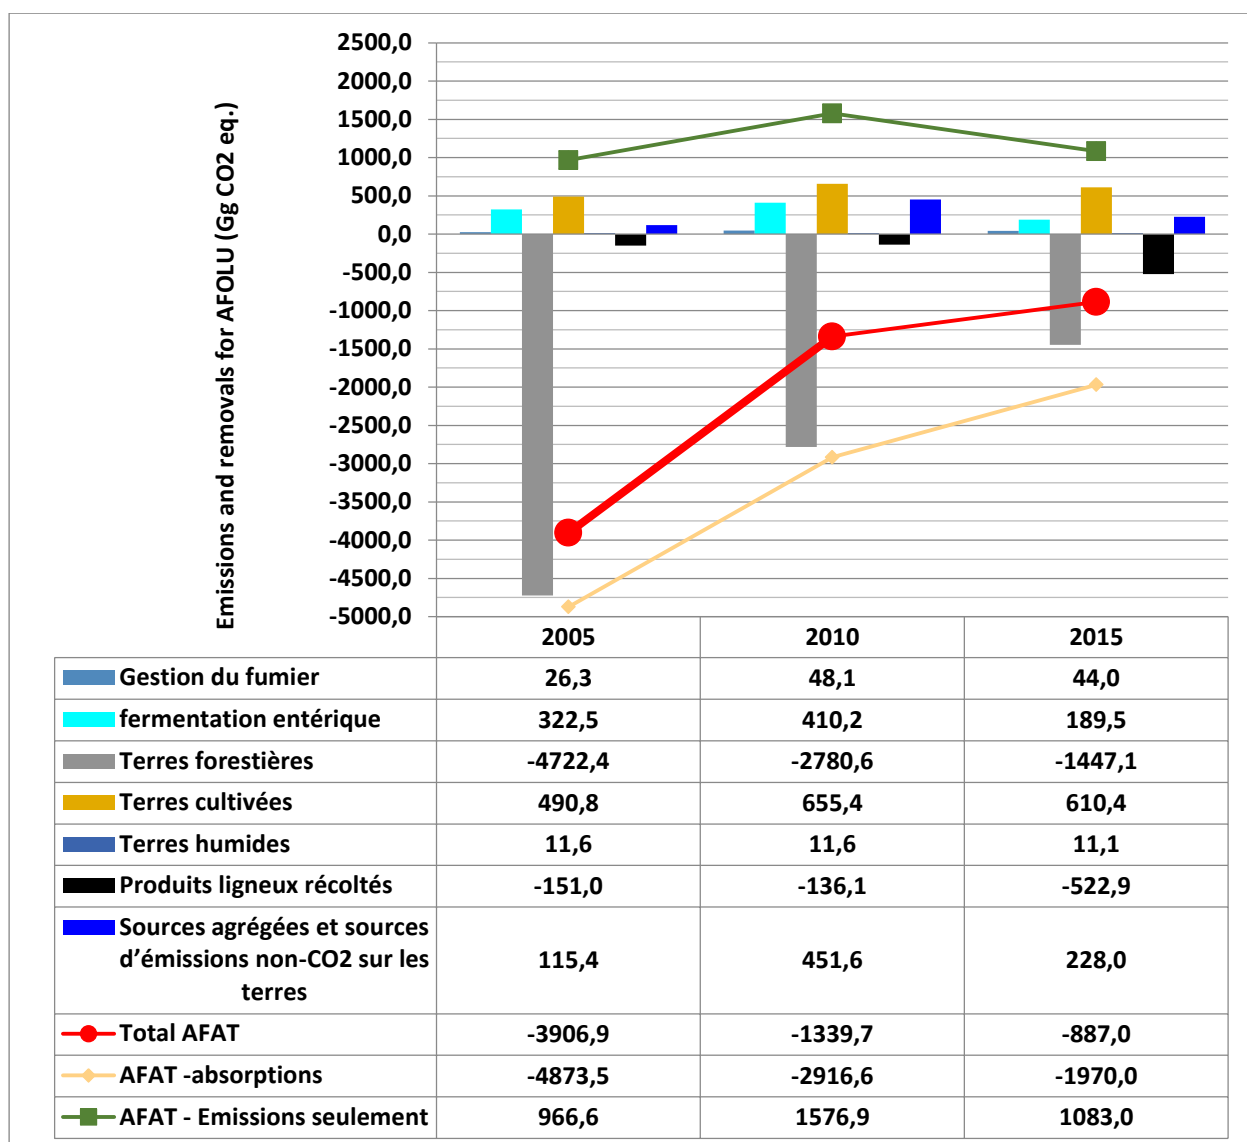 Emissions and removals for AFOLU (Gg CO2 eq.)
2500,0
2000,0
1500,0
1000,0
500,0
0,0
-500,0
-1000,0
-1500,0
-2000,0
-2500,0
-3000,0
-3500,0
-4000,0
-4500,0
-5000,0
2005 2010 2015
Gestion du fumier 26,3 48,1 44,0
fermentation entérique 322,5 410,2 189,5
Terres forestières -4722,4 -2780,6 -1447,1
Terres cultivées 490,8 655,4 610,4
Terres humides 11,6 11,6 11,1
Produits ligneux récoltés -151,0 -136,1 -522,9
Sources agrégées et sources
d’émissions non-CO2 sur les 115,4 451,6 228,0
terres
Total AFAT -3906,9 -1339,7 -887,0
AFAT -absorptions -4873,5 -2916,6 -1970,0
AFAT - Emissions seulement 966,6 1576,9 1083,0